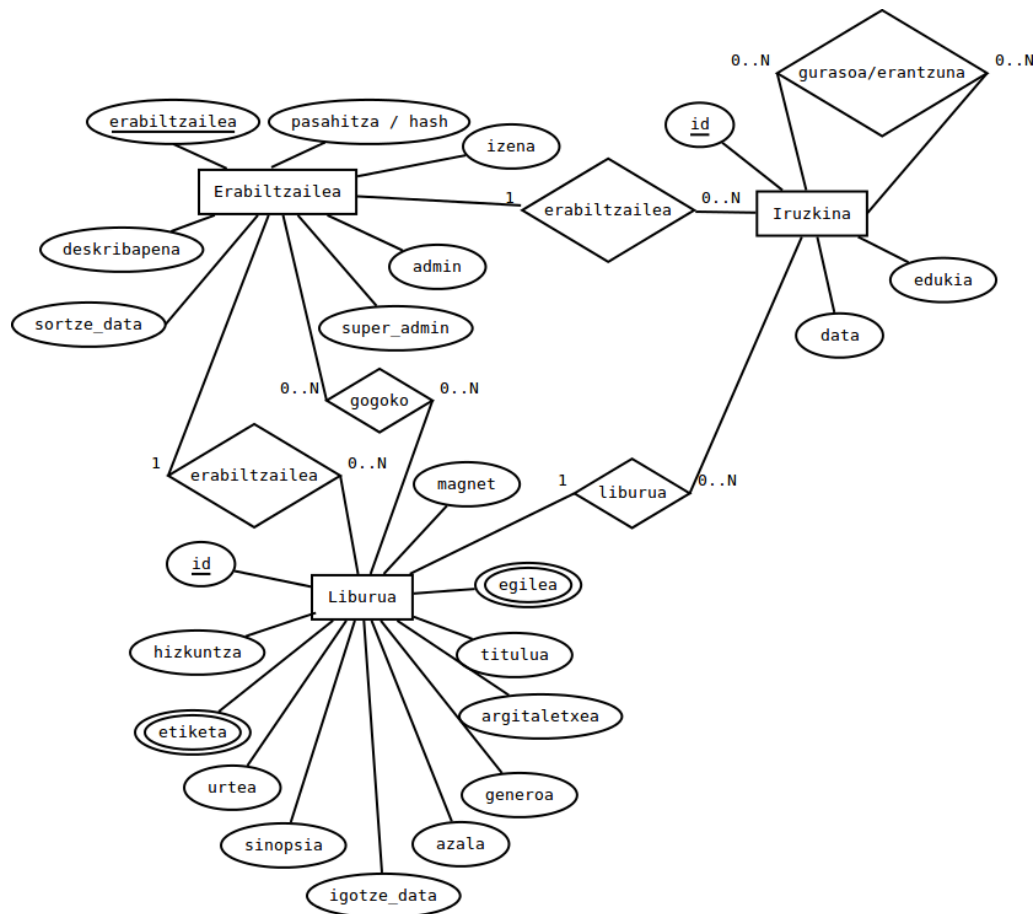 0..N
gurasoa/erantzuna
0..N
erabiltzailea
pasahitza / hash
id
izena
Erabiltzailea
1
erabiltzailea
0..N
Iruzkina
deskribapena
admin
edukia
sortze_data
super_admin
data
0..N
gogoko
0..N
1
erabiltzailea
0..N
magnet
1
liburua
0..N
id
egilea
Liburua
hizkuntza
titulua
argitaletxea
etiketa
urtea
generoa
sinopsia
azala
igotze_data